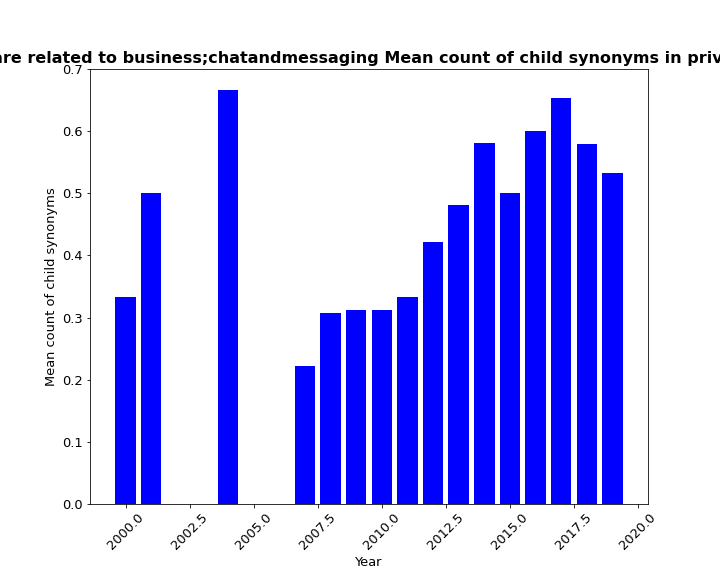 related to business;chatandmessaging Mean count of child synonyms in
0.7
0.6
0.5
0.4
0.3
0.2
0.1
0.0
Mean count of child synonyms
2000.0 2002.5 2005.0 2007.5 2010.0 2012.5 2015.0 2017.5 2020.0
Year